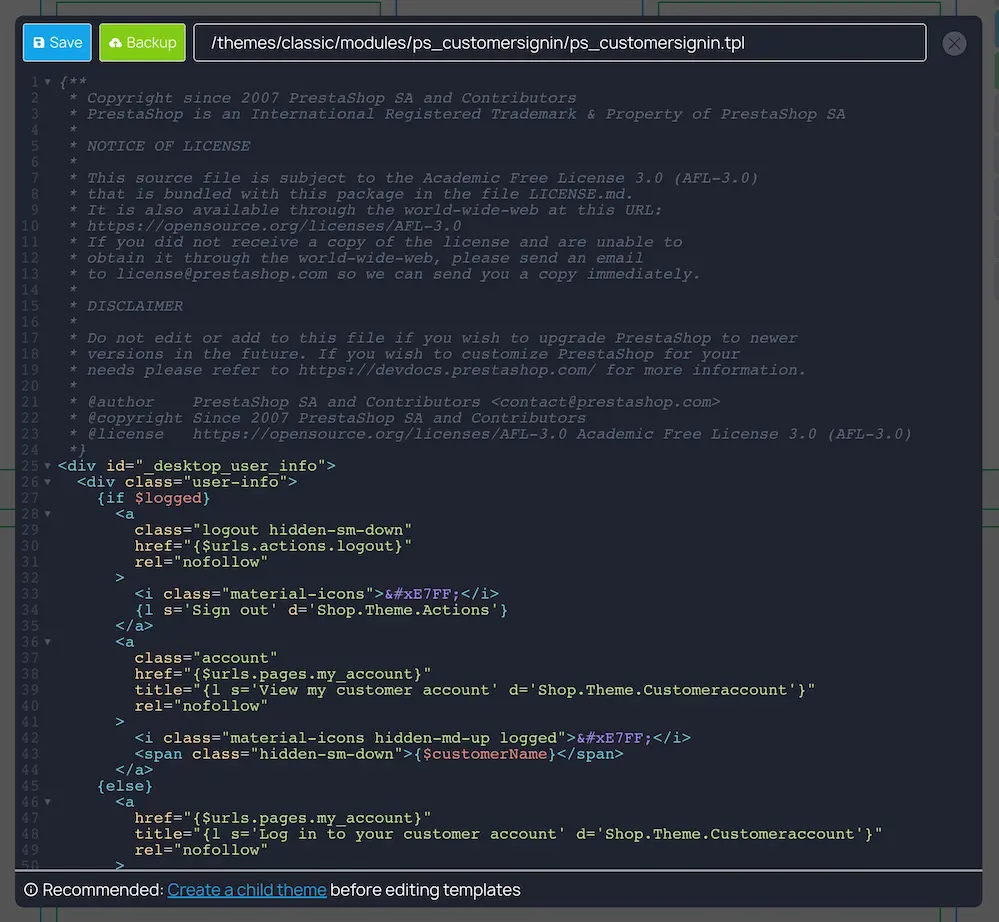 Save Backup /themes/classic/modules/ps_customersignin/ps_customersignin.tpl
1 {**
2  * Copyright since 2007 PrestaShop SA and Contributors
3  * PrestaShop is an International Registered Trademark & Property of PrestaShop SA
4  *
5  * NOTICE OF LICENSE
6  *
7  * This source file is subject to the Academic Free License 3.0 (AFL-3.0)
8  * that is bundled with this package in the file LICENSE.md.
9  * It is also available through the world-wide-web at this URL:
10  * https://opensource.org/licenses/AFL-3.0
11  * If you did not receive a copy of the license and are unable to
12  * obtain it through the world-wide-web, please send an email
13  * to license@prestashop.com so we can send you a copy immediately.
14  *
15  * DISCLAIMER
16  *
17  * Do not edit or add to this file if you wish to upgrade PrestaShop to newer
18  * versions in the future. If you wish to customize PrestaShop for your
19  * needs please refer to https://devdocs.prestashop.com/ for more information.
20  *
21  * @author    PrestaShop SA and Contributors <contact@prestashop.com>
22  * @copyright Since 2007 PrestaShop SA and Contributors
23  * @license   https://opensource.org/licenses/AFL-3.0 Academic Free License 3.0 (AFL-3.0)
24  *}
25 <div id="_desktop_user_info">
26   <div class="user-info">
27     {if $logged}
28       <a
29         class="logout hidden-sm-down"
30         href="{$urls.actions.logout}"
31         rel="nofollow"
32       >
33         <i class="material-icons">&#xE7FF;</i>
34         {l s='Sign out' d='Shop.Theme.Actions'}
35       </a>
36       <a
37         class="account"
38         href="{$urls.pages.my_account}"
39         title="{l s='View my customer account' d='Shop.Theme.Customeraccount'}"
40         rel="nofollow"
41       >
42         <i class="material-icons hidden-md-up logged">&#xE7FF;</i>
43         <span class="hidden-sm-down">{$customerName}</span>
44       </a>
45     {else}
46       <a
47         href="{$urls.pages.my_account}"
48         title="{l s='Log in to your customer account' d='Shop.Theme.Customeraccount'}"
49         rel="nofollow"
50       >
Recommended: Create a child theme before editing templates